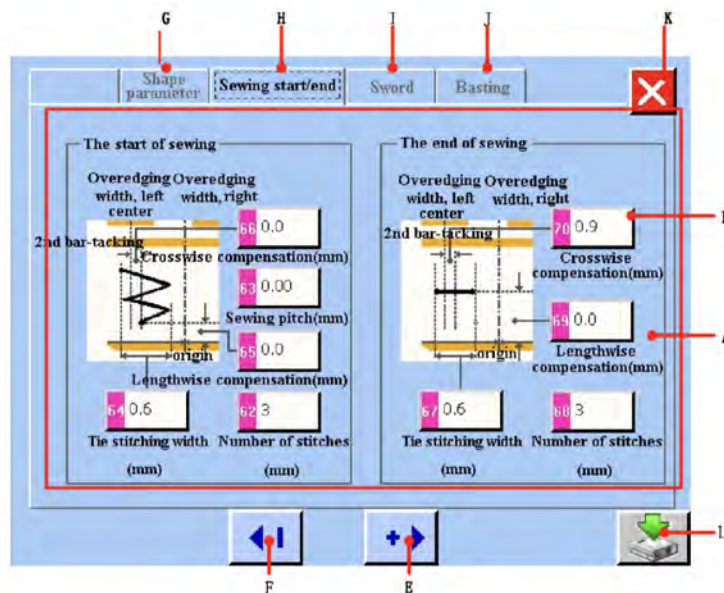 G H I J K
Shape
parameter
Sewing start/end
Sword
Basting
The start of sewing
Overedging
width, left
center
Overedging
width, right
2nd bar-tacking
66 0.0
Crosswise compensation(mm)
63 0.00
Sewing pitch(mm)
65 0.0
origin
Lengthwise compensation(mm)
64 0.6
62 3
Tie stitching width
(mm)
Number of stitches
(mm)
The end of sewing
Overedging
width, left
center
Overedging
width, right
2nd bar-tacking
70 0.9
Crosswise
compensation(mm)
69 0.0
origin
Lengthwise
compensation(mm)
67 0.6
68 3
Tie stitching width
(mm)
Number of stitches
(mm)
F E